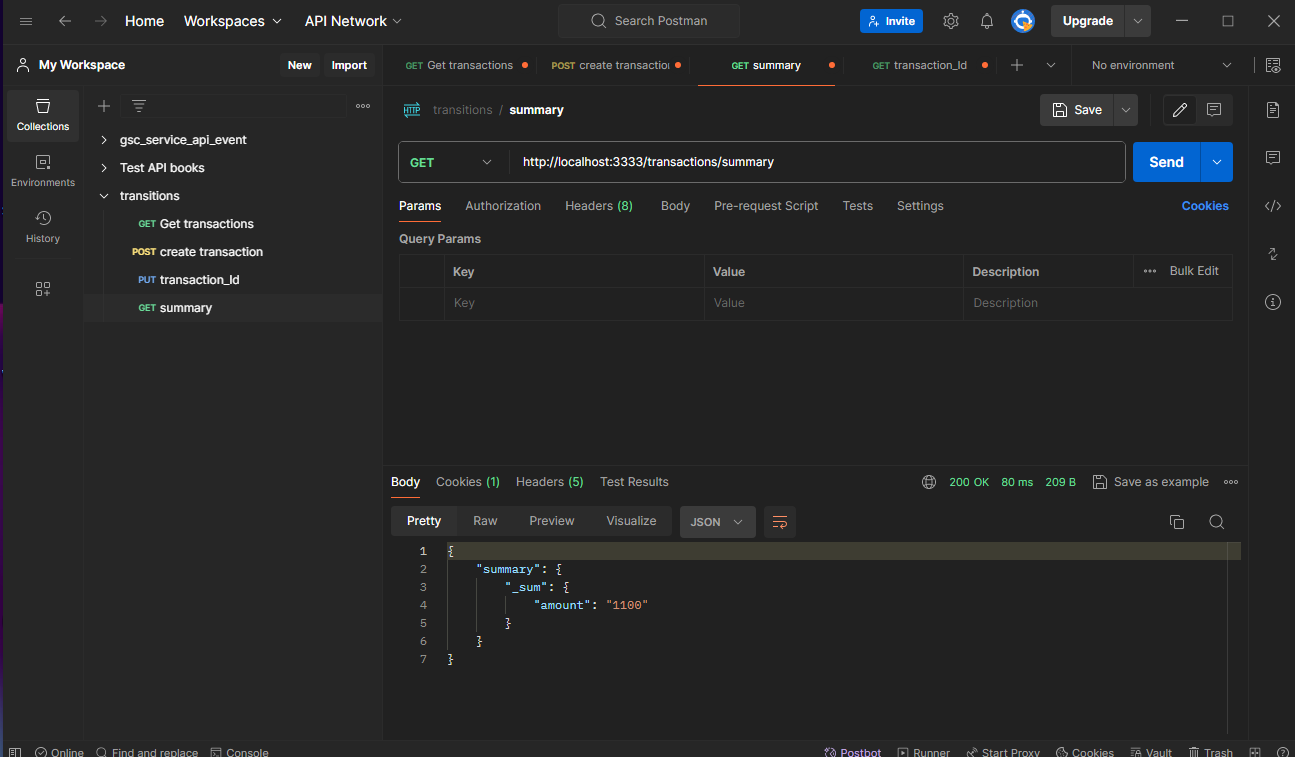 Home Workspaces API Network Search Postman Invite Upgrade
My Workspace New Import GET Get transactions POST create transaction GET summary GET transaction_Id No environment
Collections
Environments
History
gsc_service_api_event
Test API books
transitions
GET Get transactions
POST create transaction
PUT transaction_Id
GET summary
HTTP transitions / summary Save
GET http://localhost:3333/transactions/summary Send
Params Authorization Headers (8) Body Pre-request Script Tests Settings Cookies
Query Params
Key Value Description Bulk Edit
Key Value Description
Body Cookies (1) Headers (5) Test Results 200 OK 80 ms 209 B Save as example
Pretty Raw Preview Visualize JSON
1 {
2 "summary": {
3 "_sum": {
4 "amount": "1100"
5 }
6 }
7 }
Online Find and replace Console Postbot Runner Start Proxy Cookies Vault Trash